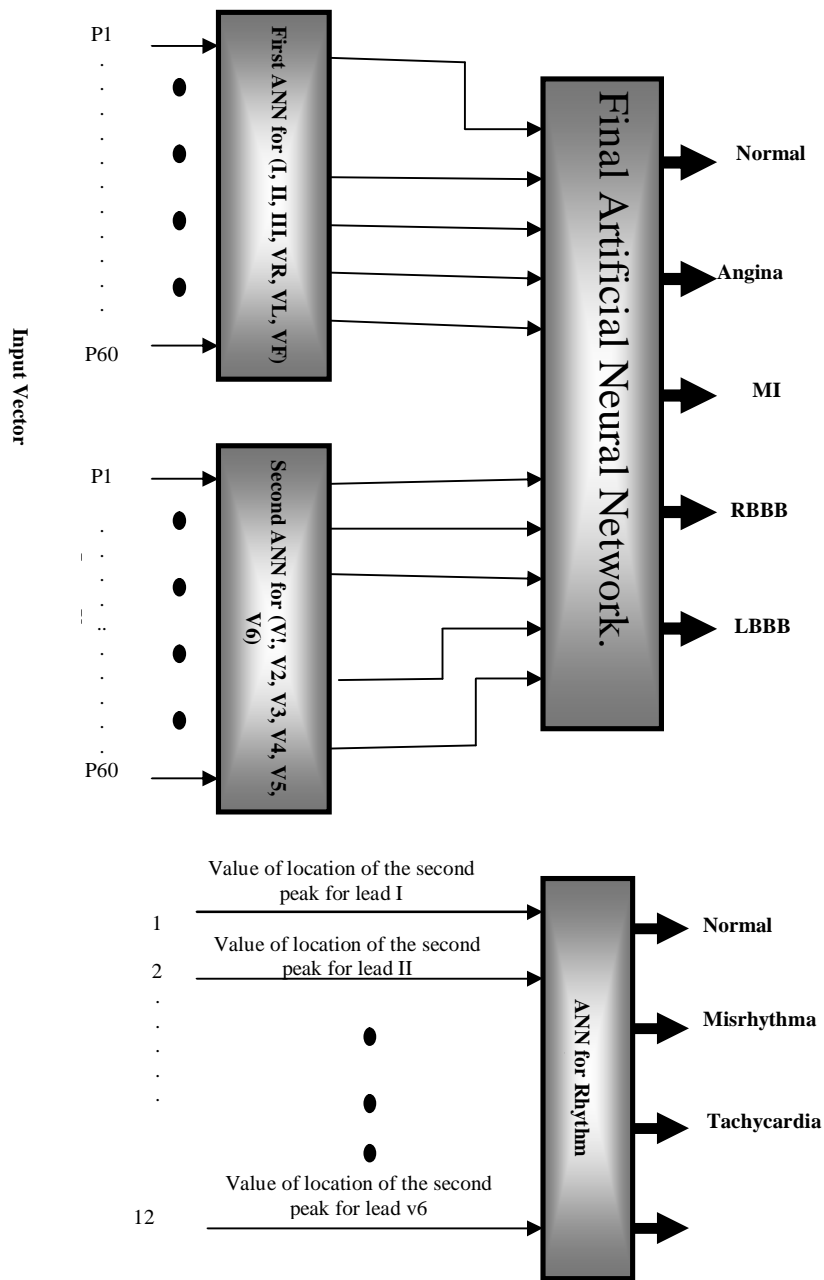 Input Vector
P1
P60
First ANN for (I, II, III, VR, VL, VF)
P1
P60
Second ANN for (V!, V2, V3, V4, V5,
V6)
Final Artificial Neural Network.
Normal
Angina
MI
RBBB
LBBB
1
Value of location of the second
peak for lead I
2
Value of location of the second
peak for lead II
12
Value of location of the second
peak for lead v6
ANN for Rhythm
Normal
Misrhythma
Tachycardia